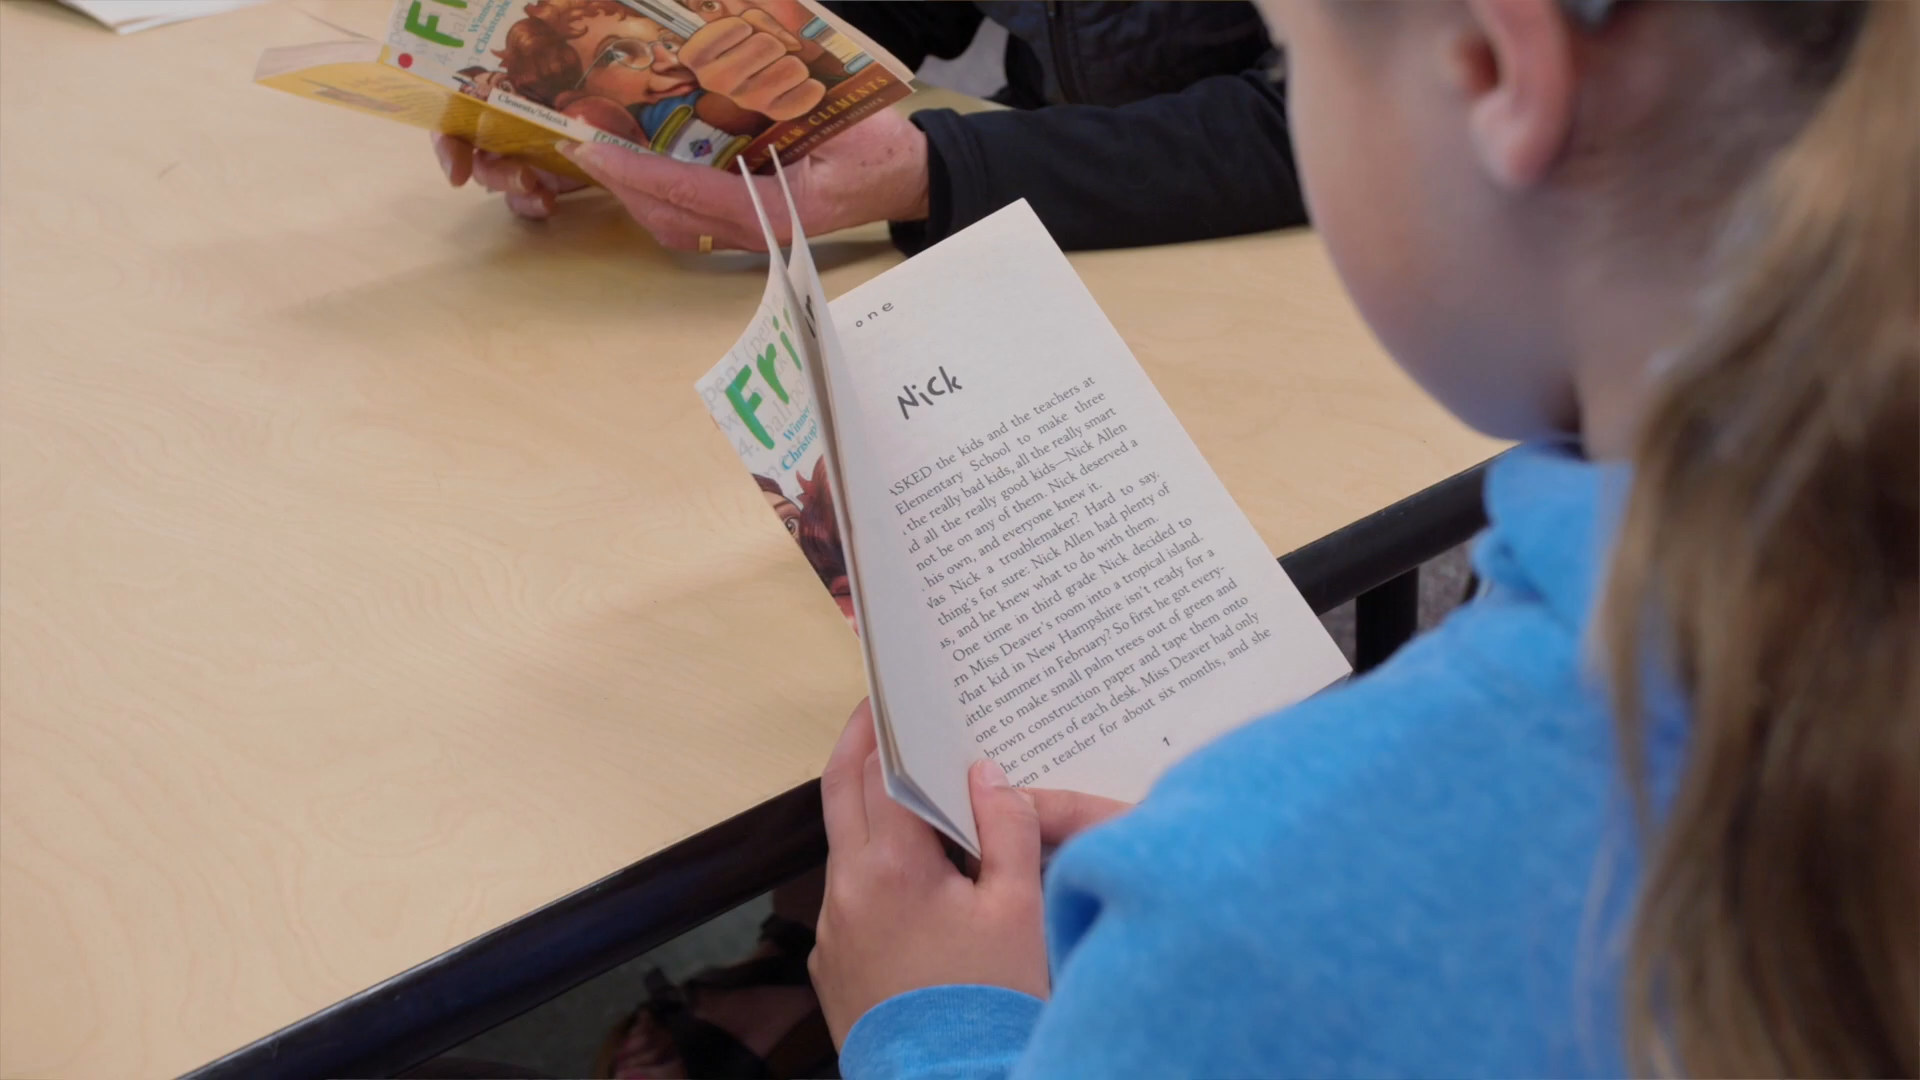 Clements/Selznick
frindle
CLEMENTS
Fri
Winner
Christoph
one
Nick
ASKED the kids and the teachers at
Elementary School to make three
the really bad kids, all the really smart
all the really good kids—Nick Allen
not be on any of them. Nick deserved a
his own, and everyone knew it.
Was Nick a troublemaker? Hard to say.
thing's for sure: Nick Allen had plenty of
and he knew what to do with them.
One time in third grade Nick decided to
Miss Deaver's room into a tropical island.
What kid in New Hampshire isn't ready for a
little summer in February? So first he got every-
one to make small palm trees out of green and
brown construction paper and tape them onto
the corners of each desk. Miss Deaver had only
been a teacher for about six months, and she
1